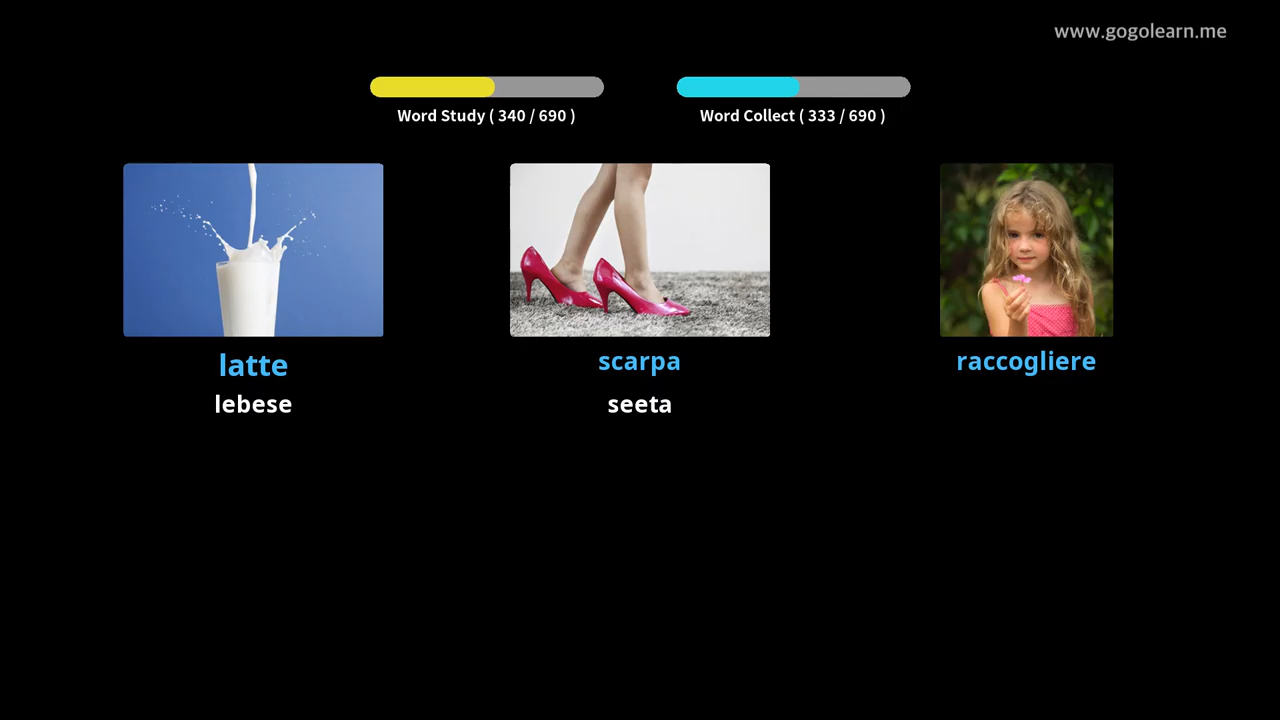 www.gogolearn.me
Word Study ( 340 / 690 )
Word Collect ( 333 / 690 )
latte
scarpa
raccogliere
lebese
seeta